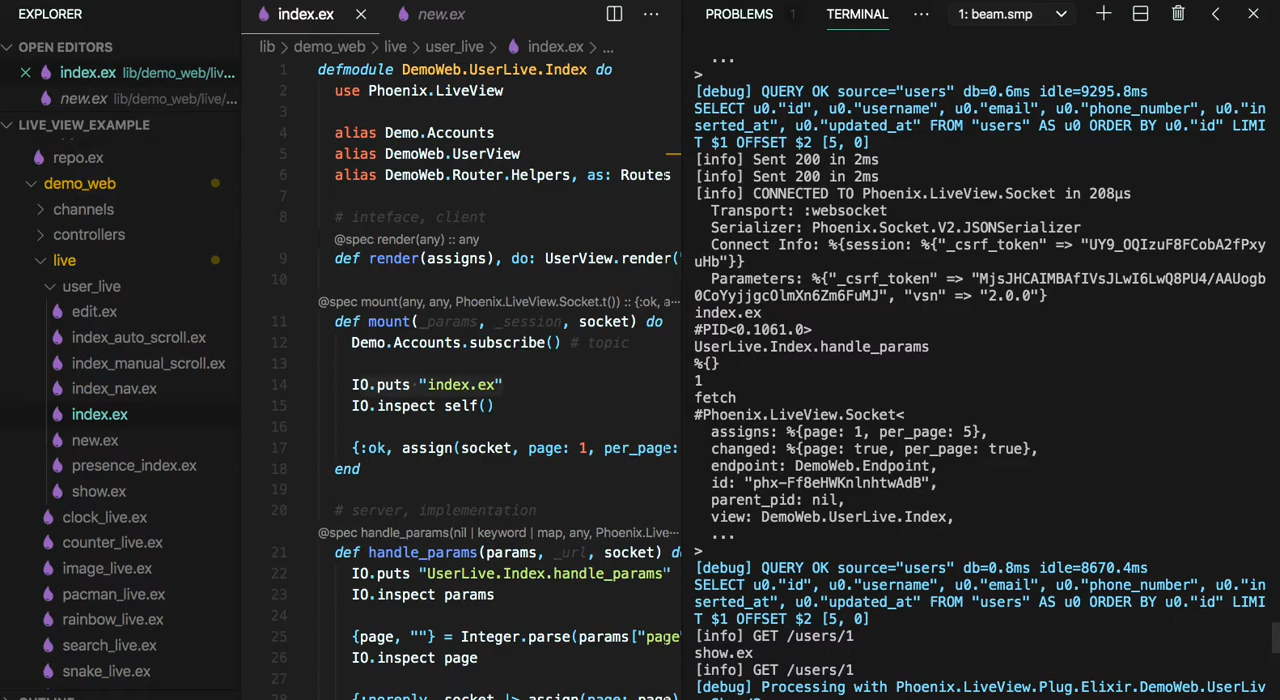 EXPLORER
OPEN EDITORS
index.ex lib/demo_web/liv...
new.ex lib/demo_web/live/...
LIVE_VIEW_EXAMPLE
repo.ex
demo_web
channels
controllers
live
user_live
edit.ex
index_auto_scroll.ex
index_manual_scroll.ex
index_nav.ex
index.ex
new.ex
presence_index.ex
show.ex
clock_live.ex
counter_live.ex
image_live.ex
pacman_live.ex
rainbow_live.ex
search_live.ex
snake_live.ex
index.ex
new.ex
lib > demo_web > live > user_live > index.ex > ...
1 defmodule DemoWeb.UserLive.Index do
2 use Phoenix.LiveView
3
4 alias Demo.Accounts
5 alias DemoWeb.UserView
6 alias DemoWeb.Router.Helpers, as: Routes
7
8 # inteface, client
@spec render(any) :: any
9 def render(assigns), do: UserView.render("
10
@spec mount(any, any, Phoenix.LiveView.Socket.t()) :: {:ok, a...
11 def mount(_params, _session, socket) do
12 Demo.Accounts.subscribe() # topic
13
14 IO.puts "index.ex"
15 IO.inspect self()
16
17 {:ok, assign(socket, page: 1, per_page:
18 end
19
20 # server, implementation
@spec handle_params(nil | keyword | map, any, Phoenix.Live...
21 def handle_params(params, _url, socket) d
22 IO.puts "UserLive.Index.handle_params"
23 IO.inspect params
24
25 {page, ""} = Integer.parse(params["page"
26 IO.inspect page
27
28 {:noreply, socket |> assign(page: page)
PROBLEMS 1 TERMINAL ... 1: beam.smp
...
>
[debug] QUERY OK source="users" db=0.6ms idle=9295.8ms
SELECT u0."id", u0."username", u0."email", u0."phone_number", u0."in
serted_at", u0."updated_at" FROM "users" AS u0 ORDER BY u0."id" LIMI
T $1 OFFSET $2 [5, 0]
[info] Sent 200 in 2ms
[info] Sent 200 in 2ms
[info] CONNECTED TO Phoenix.LiveView.Socket in 208µs
Transport: :websocket
Serializer: Phoenix.Socket.V2.JSONSerializer
Connect Info: %{session: %{"_csrf_token" => "UY9_OQIzuF8FCobA2fPxy
uHb"}}
Parameters: %{"_csrf_token" => "MjsJHCAIMBAfIVsJLwI6LwQ8PU4/AAUogb
0CoYyjjgcOlmXn6Zm6FuMJ", "vsn" => "2.0.0"}
index.ex
#PID<0.1061.0>
UserLive.Index.handle_params
%{}
1
fetch
#Phoenix.LiveView.Socket<
assigns: %{page: 1, per_page: 5},
changed: %{page: true, per_page: true},
endpoint: DemoWeb.Endpoint,
id: "phx-Ff8eHWKnlnhtwAdB",
parent_pid: nil,
view: DemoWeb.UserLive.Index,
...
>
[debug] QUERY OK source="users" db=0.8ms idle=8670.4ms
SELECT u0."id", u0."username", u0."email", u0."phone_number", u0."in
serted_at", u0."updated_at" FROM "users" AS u0 ORDER BY u0."id" LIMI
T $1 OFFSET $2 [5, 0]
[info] GET /users/1
show.ex
[info] GET /users/1
[debug] Processing with Phoenix.LiveView.Plug.Elixir.DemoWeb.UserLiv